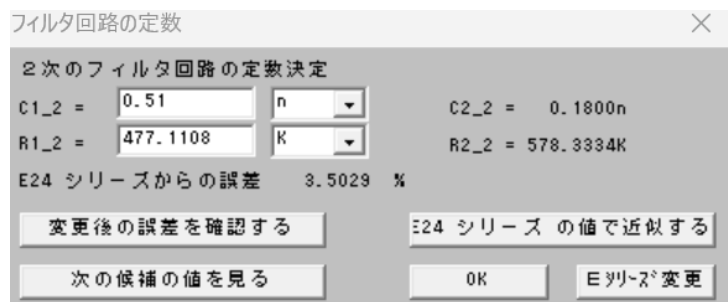 フィルタ回路の定数
2次のフィルタ回路の定数決定
C1_2 = 0.51 n C2_2 = 0.1800n
R1_2 = 477.1108 K R2_2 = 578.3334K
E24 シリーズからの誤差 3.5029 %
変更後の誤差を確認する E24 シリーズ の値で近似する
次の候補の値を見る OK Eシリーズ変更